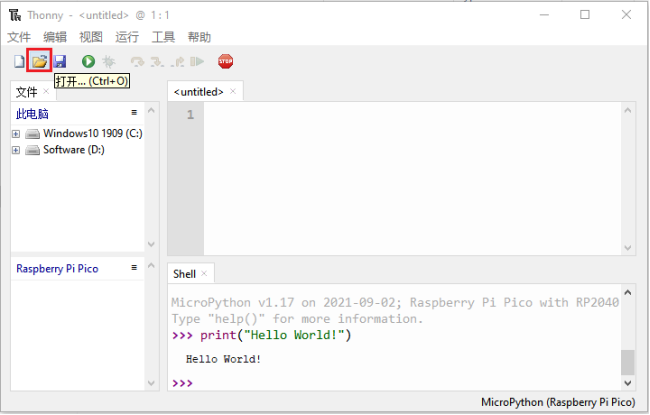 Thonny - <untitled> @ 1 : 1
文件 编辑 视图 运行 工具 帮助
STOP
打开... (Ctrl+O)
文件
此电脑
Windows10 1909 (C:)
Software (D:)
Raspberry Pi Pico
<untitled>
1
Shell
MicroPython v1.17 on 2021-09-02; Raspberry Pi Pico with RP2040
Type "help()" for more information.
>>> print("Hello World!")
Hello World!
>>>
MicroPython (Raspberry Pi Pico)